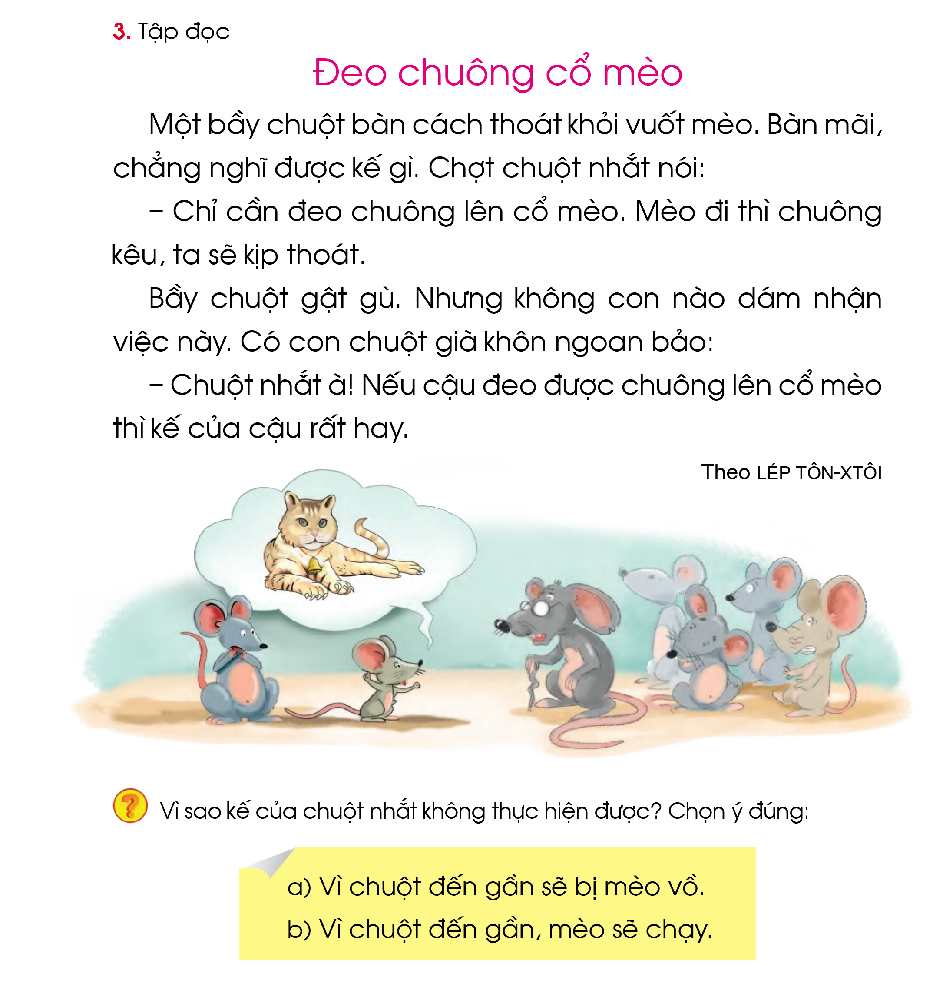 3. Tập đọc
Đeo chuông cổ mèo
Một bầy chuột bàn cách thoát khỏi vuốt mèo. Bàn mãi,
chẳng nghĩ được kế gì. Chợt chuột nhắt nói:
– Chỉ cần đeo chuông lên cổ mèo. Mèo đi thì chuông
kêu, ta sẽ kịp thoát.
Bầy chuột gật gù. Nhưng không con nào dám nhận
việc này. Có con chuột già khôn ngoan bảo:
– Chuột nhắt à! Nếu cậu đeo được chuông lên cổ mèo
thì kế của cậu rất hay.
Theo LÉP TÔN-XTÔI
? Vì sao kế của chuột nhắt không thực hiện được? Chọn ý đúng:
a) Vì chuột đến gần sẽ bị mèo vồ.
b) Vì chuột đến gần, mèo sẽ chạy.